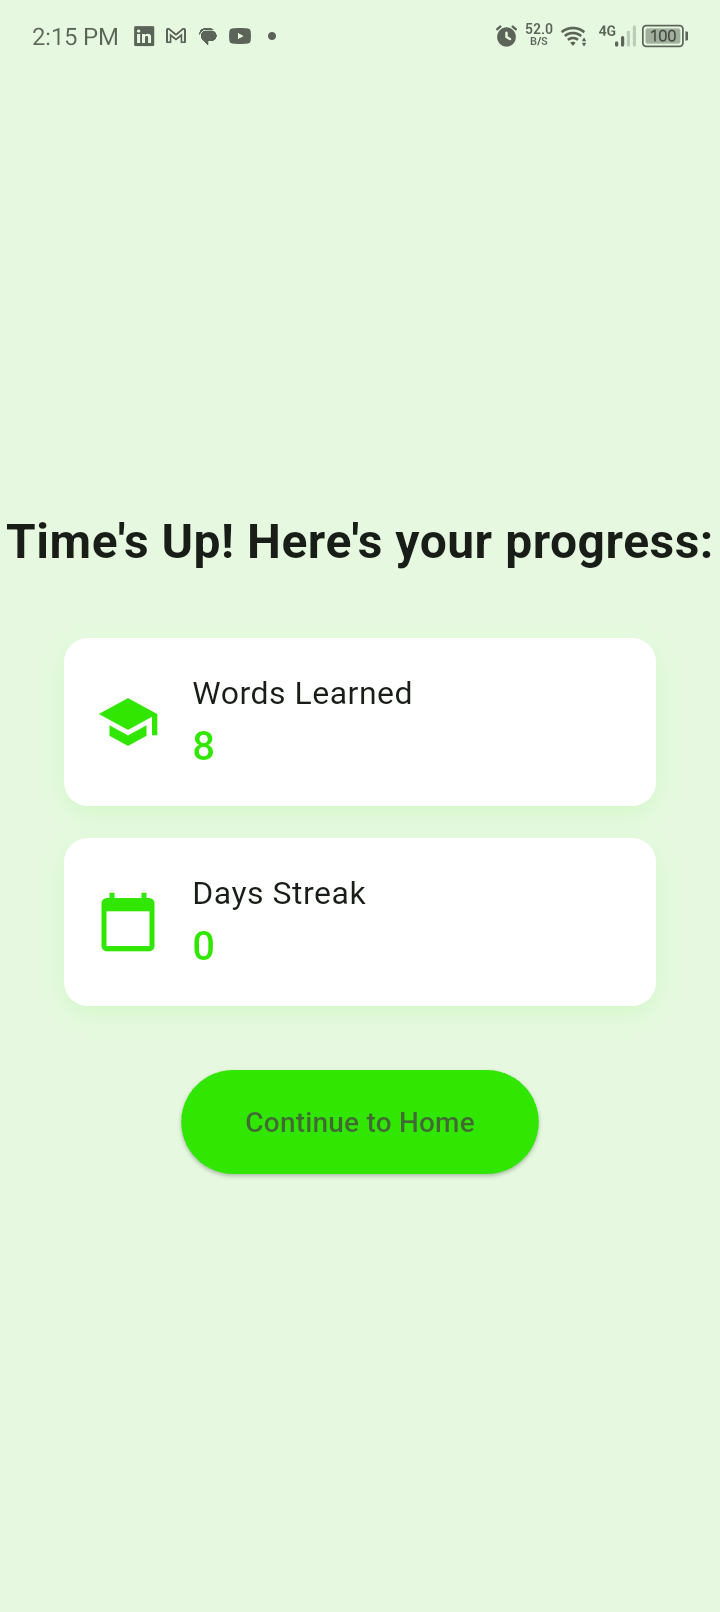 2:15 PM
52.0
B/S
4G
100
Time's Up! Here's your progress:
Words Learned
8
Days Streak
0
Continue to Home